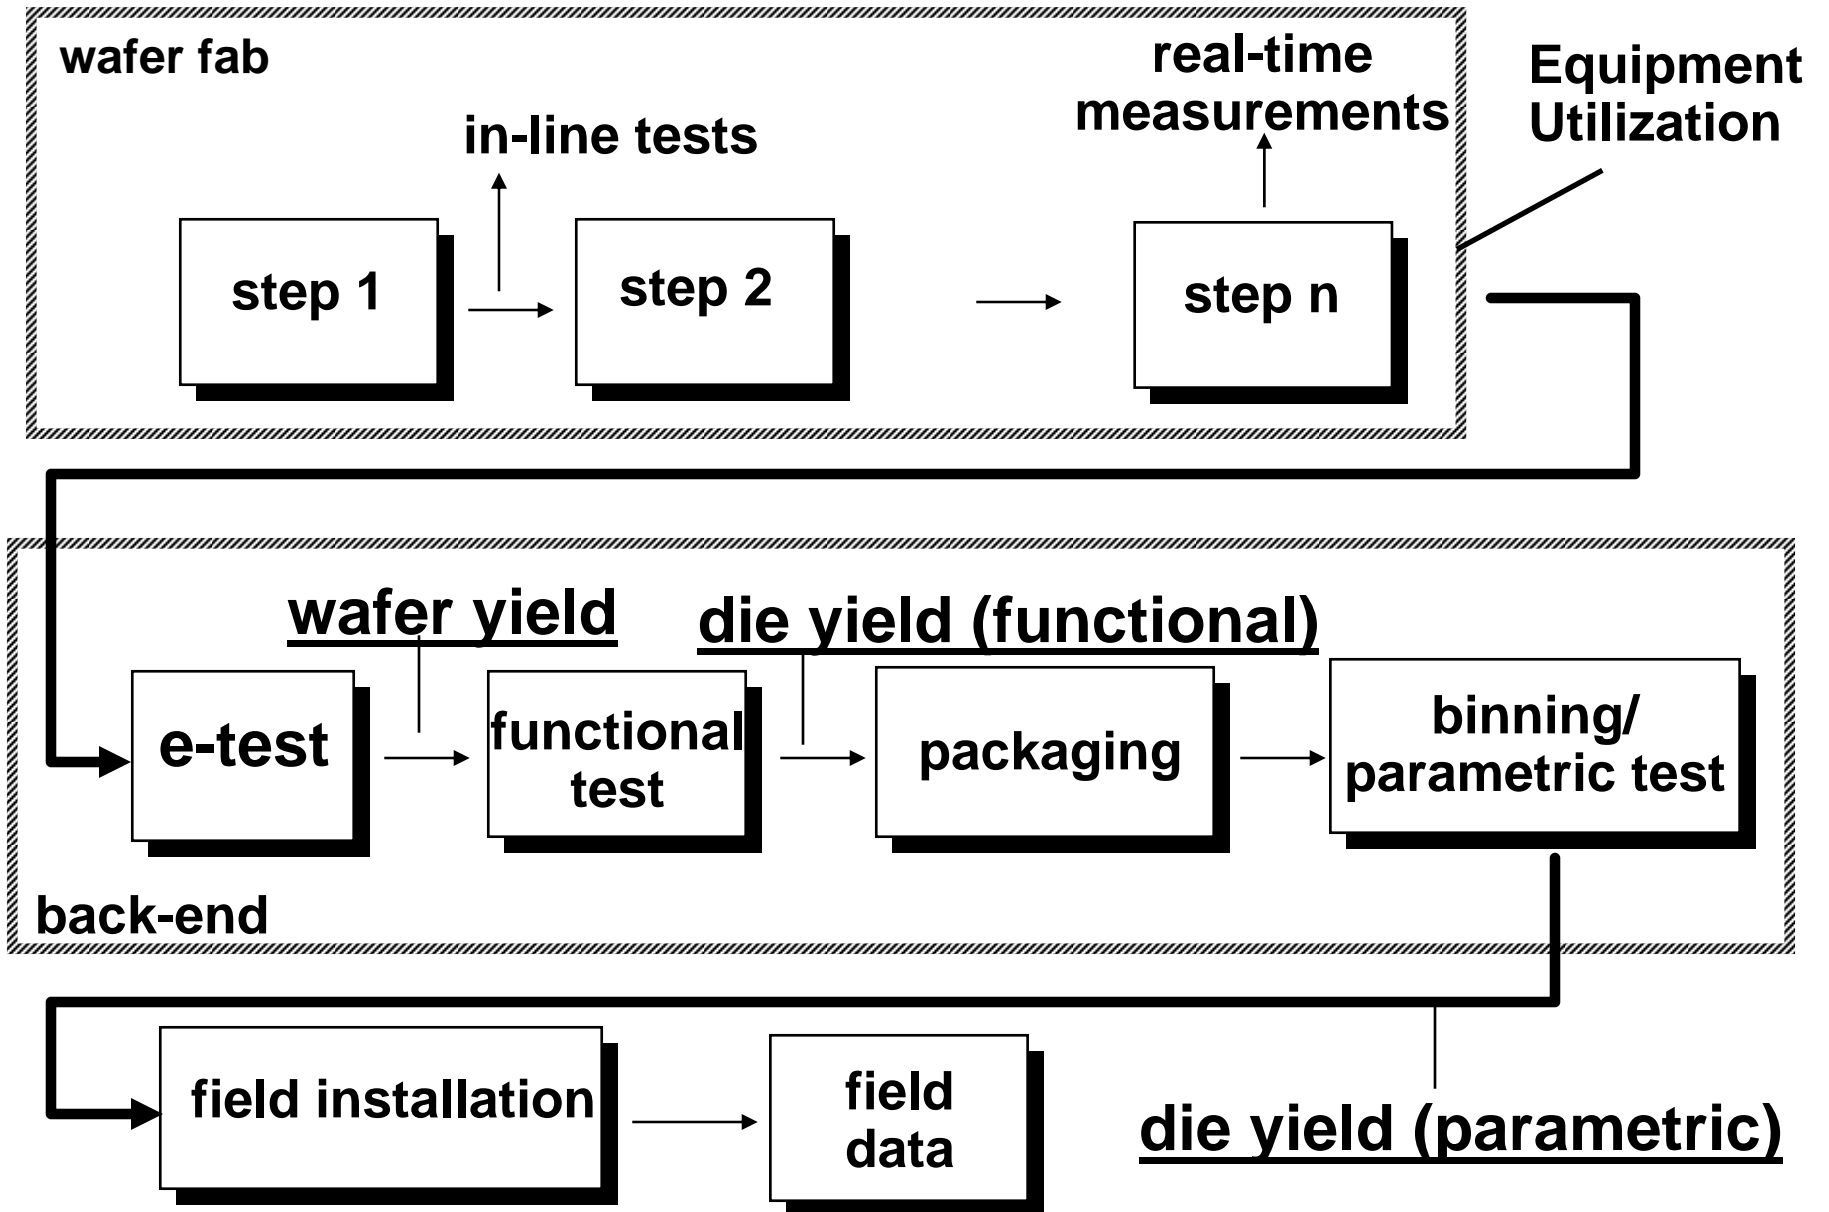 wafer fab
real-time
measurements
Equipment
Utilization
in-line tests
step 1
step 2
step n
wafer yield
die yield (functional)
e-test
functional
test
packaging
binning/
parametric test
back-end
field installation
field
data
die yield (parametric)